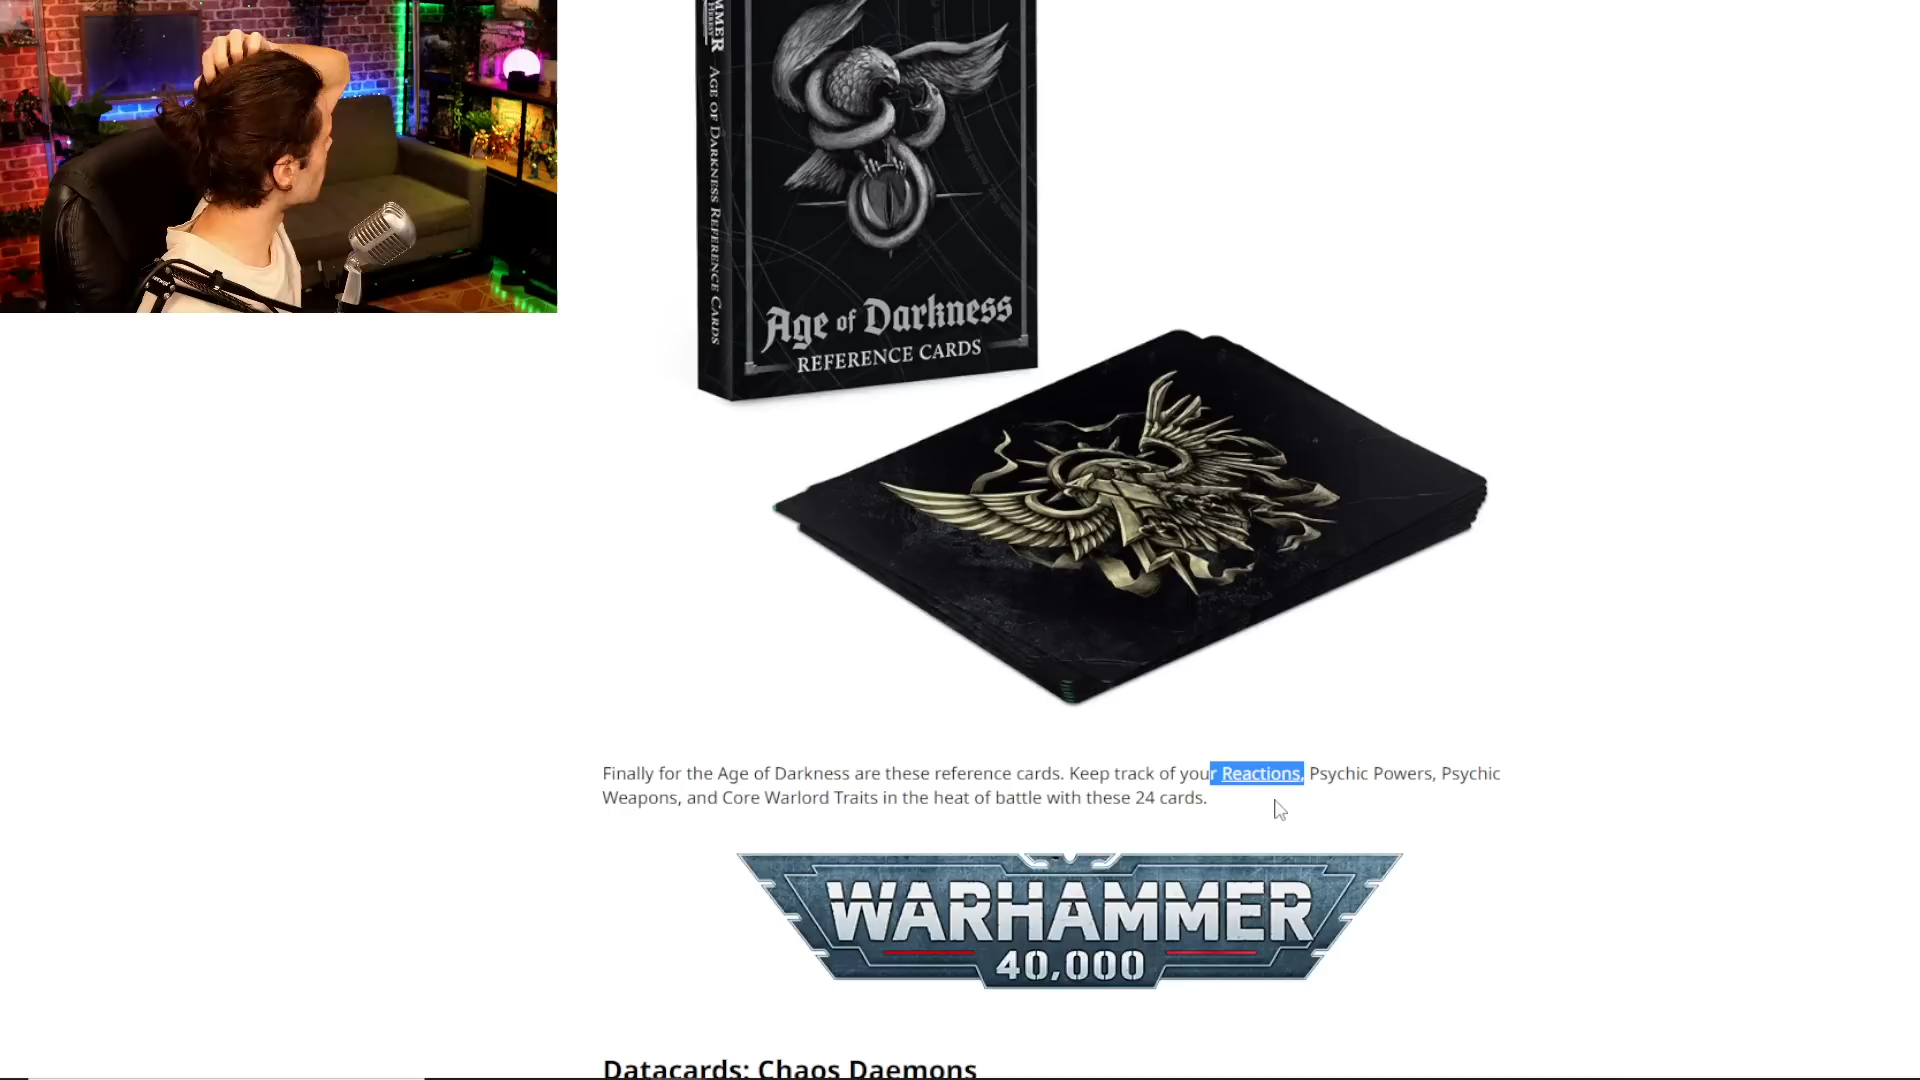 MMER
HERESY
AGE OF DARKNESS REFERENCE CARDS
Age of Darkness
REFERENCE CARDS
Finally for the Age of Darkness are these reference cards. Keep track of your Reactions, Psychic Powers, Psychic
Weapons, and Core Warlord Traits in the heat of battle with these 24 cards.
WARHAMMER
40,000
Datacards: Chaos Daemons